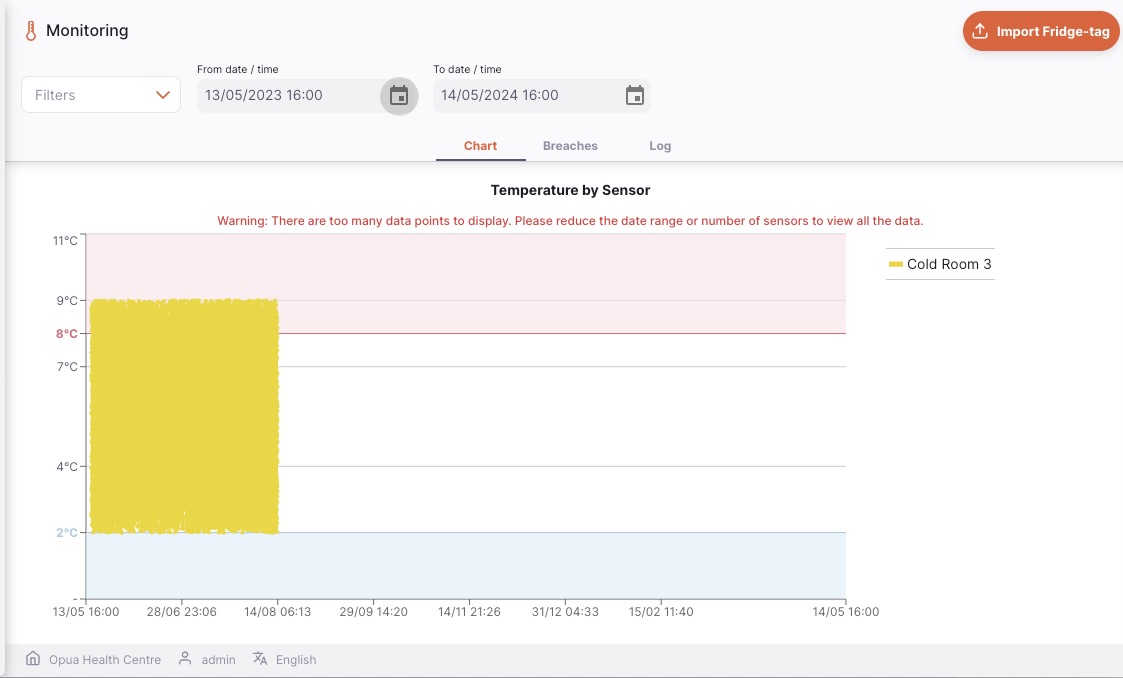 Monitoring
Import Fridge-tag
Filters
From date / time
13/05/2023 16:00
To date / time
14/05/2024 16:00
Chart
Breaches
Log
Temperature by Sensor
Warning: There are too many data points to display. Please reduce the date range or number of sensors to view all the data.
11°C
9°C
8°C
7°C
4°C
2°C
-
Cold Room 3
13/05 16:00
28/06 23:06
14/08 06:13
29/09 14:20
14/11 21:26
31/12 04:33
15/02 11:40
14/05 16:00
Opua Health Centre
admin
English